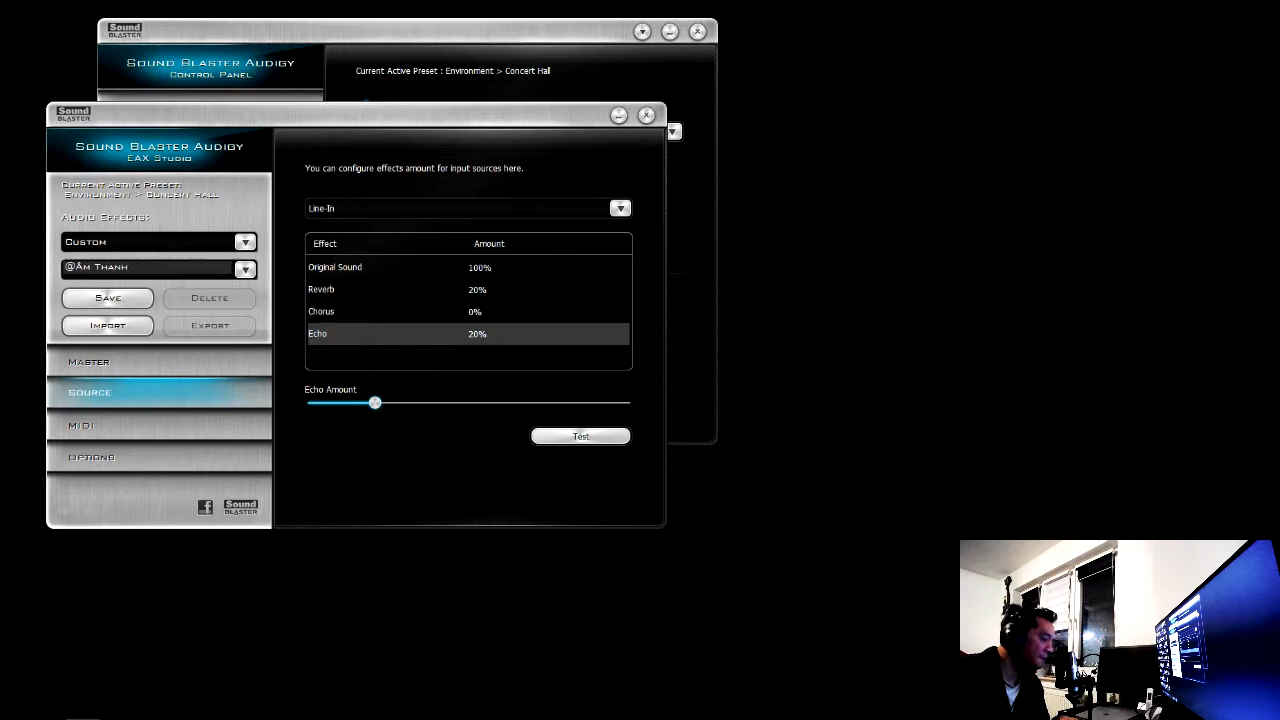 Sound
BLASTER
SOUND BLASTER AUDIGY
CONTROL PANEL
Current Active Preset : Environment > Concert Hall
Sound
BLASTER
SOUND BLASTER AUDIGY
EAX STUDIO
CURRENT ACTIVE PRESET:
ENVIRONMENT > CONCERT HALL
AUDIO EFFECTS:
CUSTOM
@ÂM THANH
SAVE
DELETE
IMPORT
EXPORT
MASTER
SOURCE
MIDI
OPTIONS
f
Sound
BLASTER
You can configure effects amount for input sources here.
Line-In
Effect Amount
Original Sound 100%
Reverb 20%
Chorus 0%
Echo 20%
Echo Amount
Test